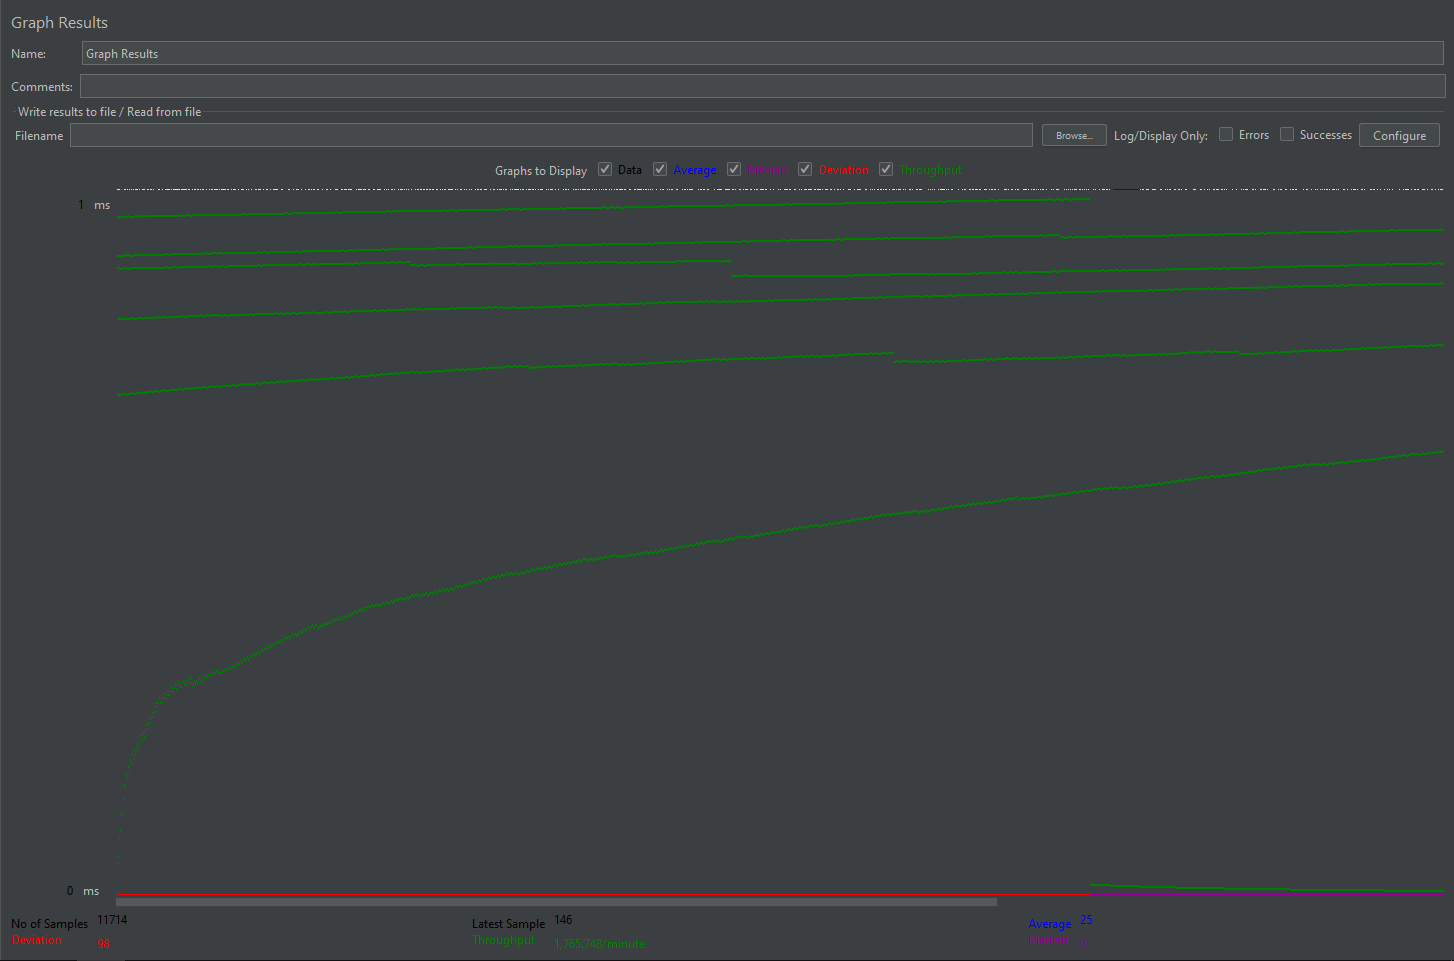 Graph Results
Name: Graph Results
Comments:
Write results to file / Read from file
Filename Browse... Log/Display Only: Errors Successes Configure
Graphs to Display Data Average Median Deviation Throughput
1 ms
0 ms
No of Samples 11714 Latest Sample 146 Average 25
Deviation 98 Throughput 1,765.748/minute Median